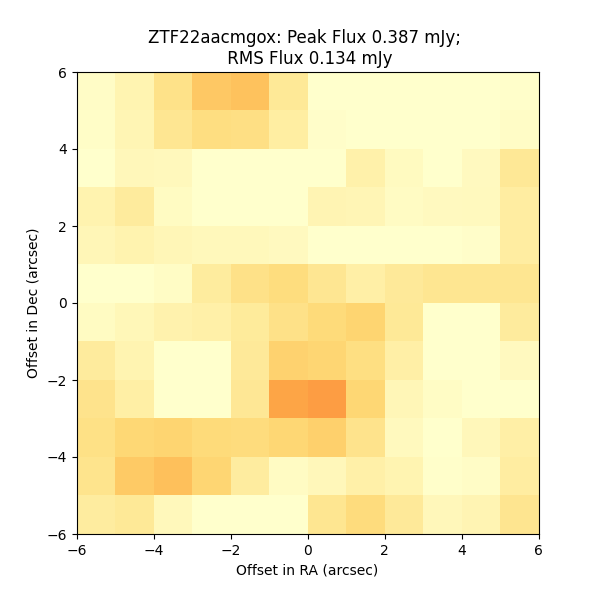 ZTF22aacmgox: Peak Flux 0.387 mJy;
RMS Flux 0.134 mJy
6
4
2
0
−2
−4
−6
Offset in Dec (arcsec)
−6 −4 −2 0 2 4 6
Offset in RA (arcsec)